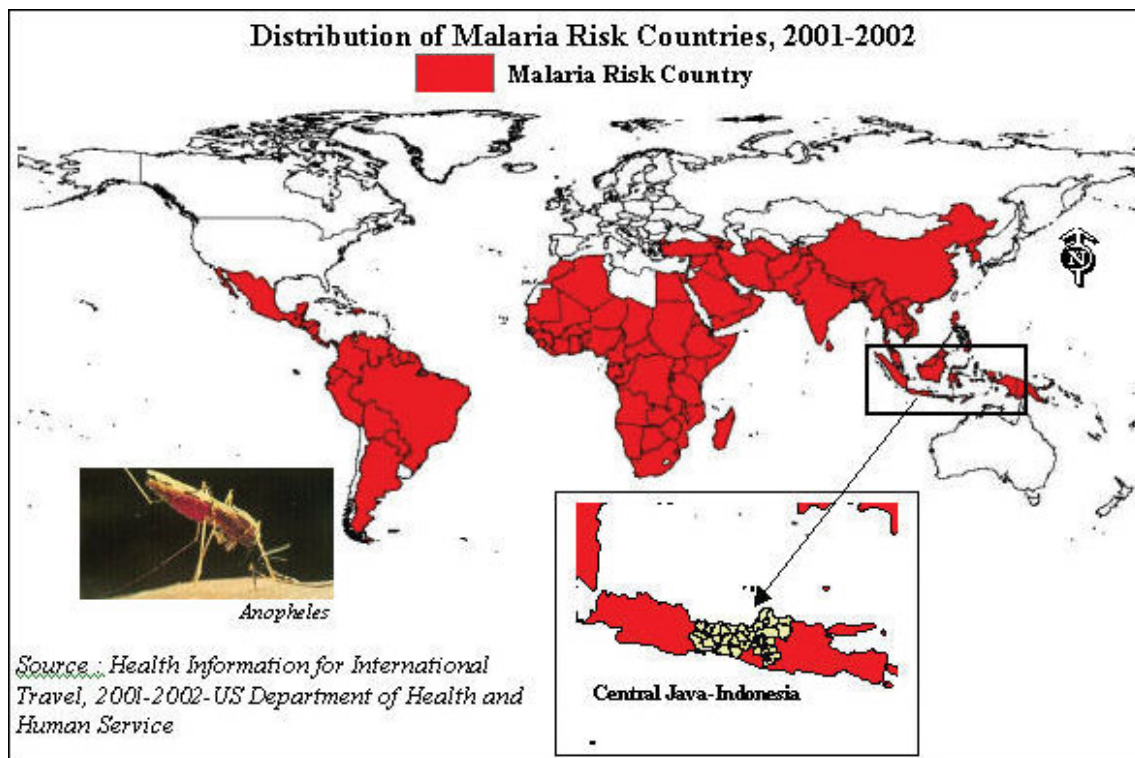 Distribution of Malaria Risk Countries, 2001-2002
Malaria Risk Country
N
Anopheles
Source : Health Information for International
Travel, 2001-2002-US Department of Health and
Human Service
Central Java-Indonesia